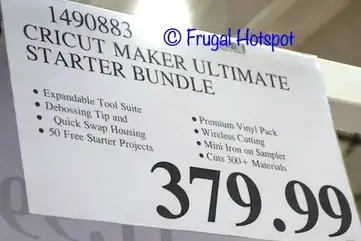 1490883
© Frugal Hotspot
CRICUT MAKER ULTIMATE
STARTER BUNDLE
• Expandable Tool Suite
• Debossing Tip and
Quick Swap Housing
• 50 Free Starter Projects
• Premium Vinyl Pack
• Wireless Cutting
• Mini Iron on Sampler
• Cuts 300+ Materials
379.99